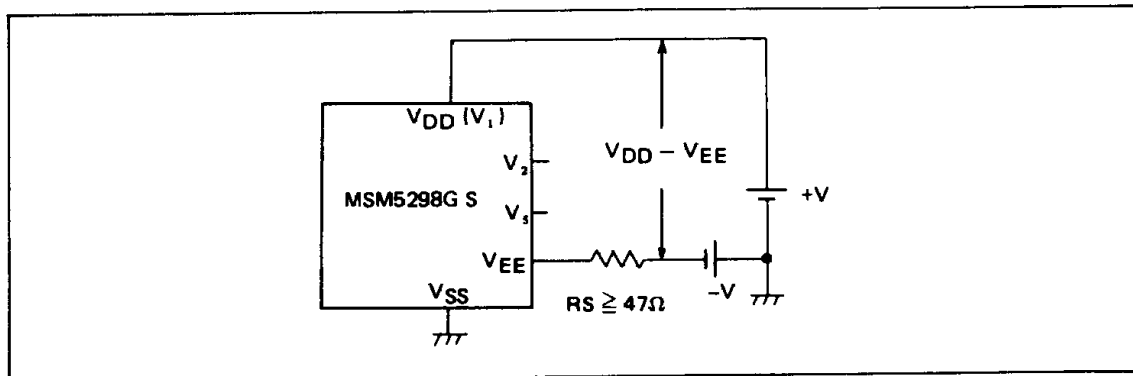 VDD (V1)
V2
VDD – VEE
MSM5298G S
+V
V5
VEE
–V
VSS
RS ≧ 47Ω